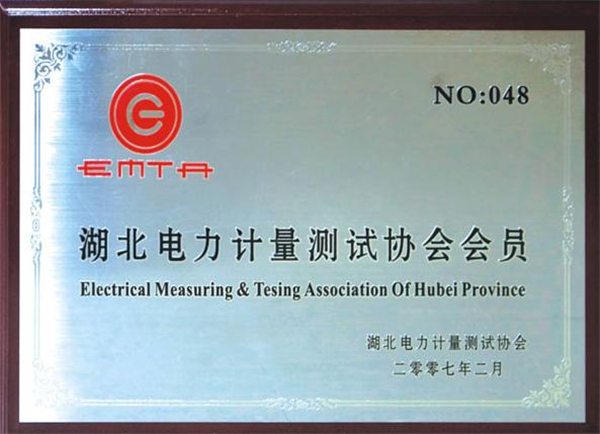 NO:048
EMTA
湖北电力计量测试协会会员
Electrical Measuring & Tesing Association Of Hubei Province
湖北电力计量测试协会
二零零七年二月